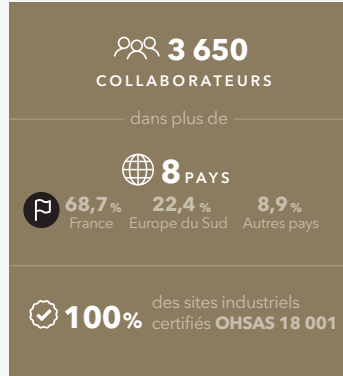 3 650
COLLABORATEURS
dans plus de
8 PAYS
68,7 % 22,4 % 8,9 %
France Europe du Sud Autres pays
100% des sites industriels
certifiés OHSAS 18 001